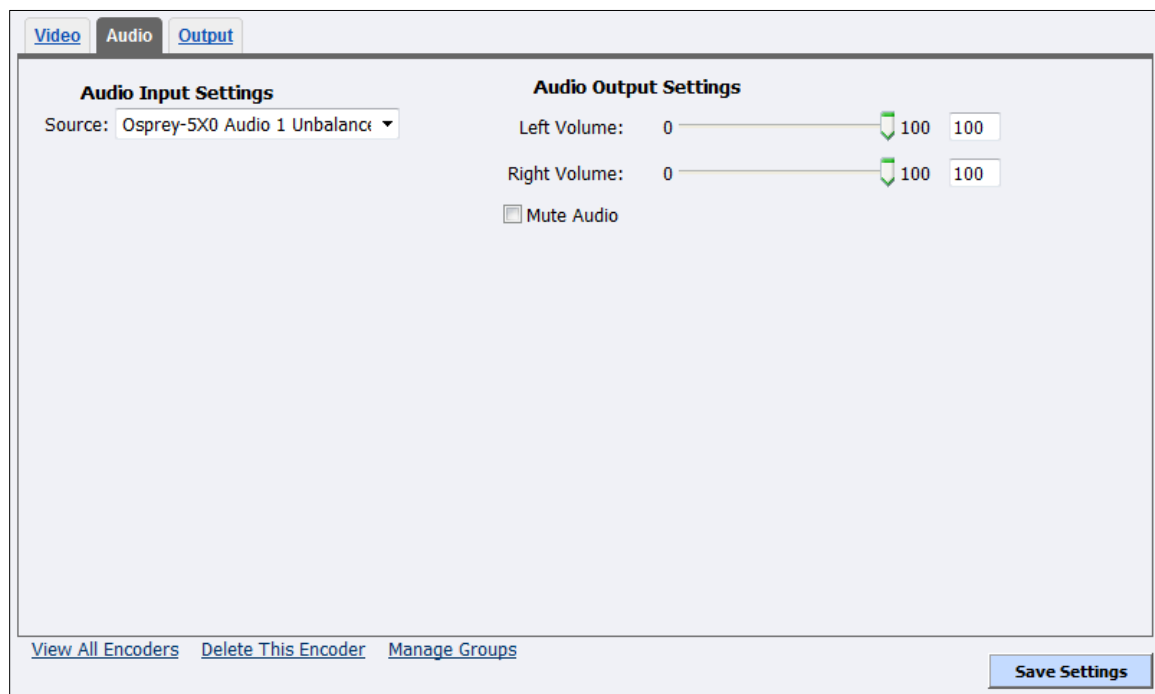 Video Audio Output
Audio Input Settings
Source: Osprey-5X0 Audio 1 Unbalance
Audio Output Settings
Left Volume: 0 100 100
Right Volume: 0 100 100
Mute Audio
View All Encoders Delete This Encoder Manage Groups
Save Settings